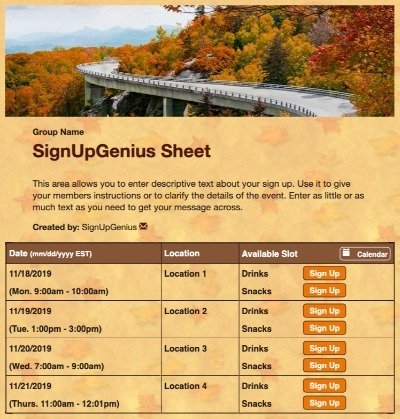 Group Name
SignUpGenius Sheet
This area allows you to enter descriptive text about your sign up. Use it to give
your members instructions or to clarify the details of the event. Enter as little or as
much text as you need to get your message across.
Created by: SignUpGenius
Date (mm/dd/yyyy EST) Location Available Slot Calendar
11/18/2019 Location 1 Drinks Sign Up
(Mon. 9:00am - 10:00am) Snacks Sign Up
11/19/2019 Location 2 Drinks Sign Up
(Tue. 1:00pm - 3:00pm) Snacks Sign Up
11/20/2019 Location 3 Drinks Sign Up
(Wed. 7:00am - 9:00am) Snacks Sign Up
11/21/2019 Location 4 Drinks Sign Up
(Thurs. 11:00am - 12:01pm) Snacks Sign Up